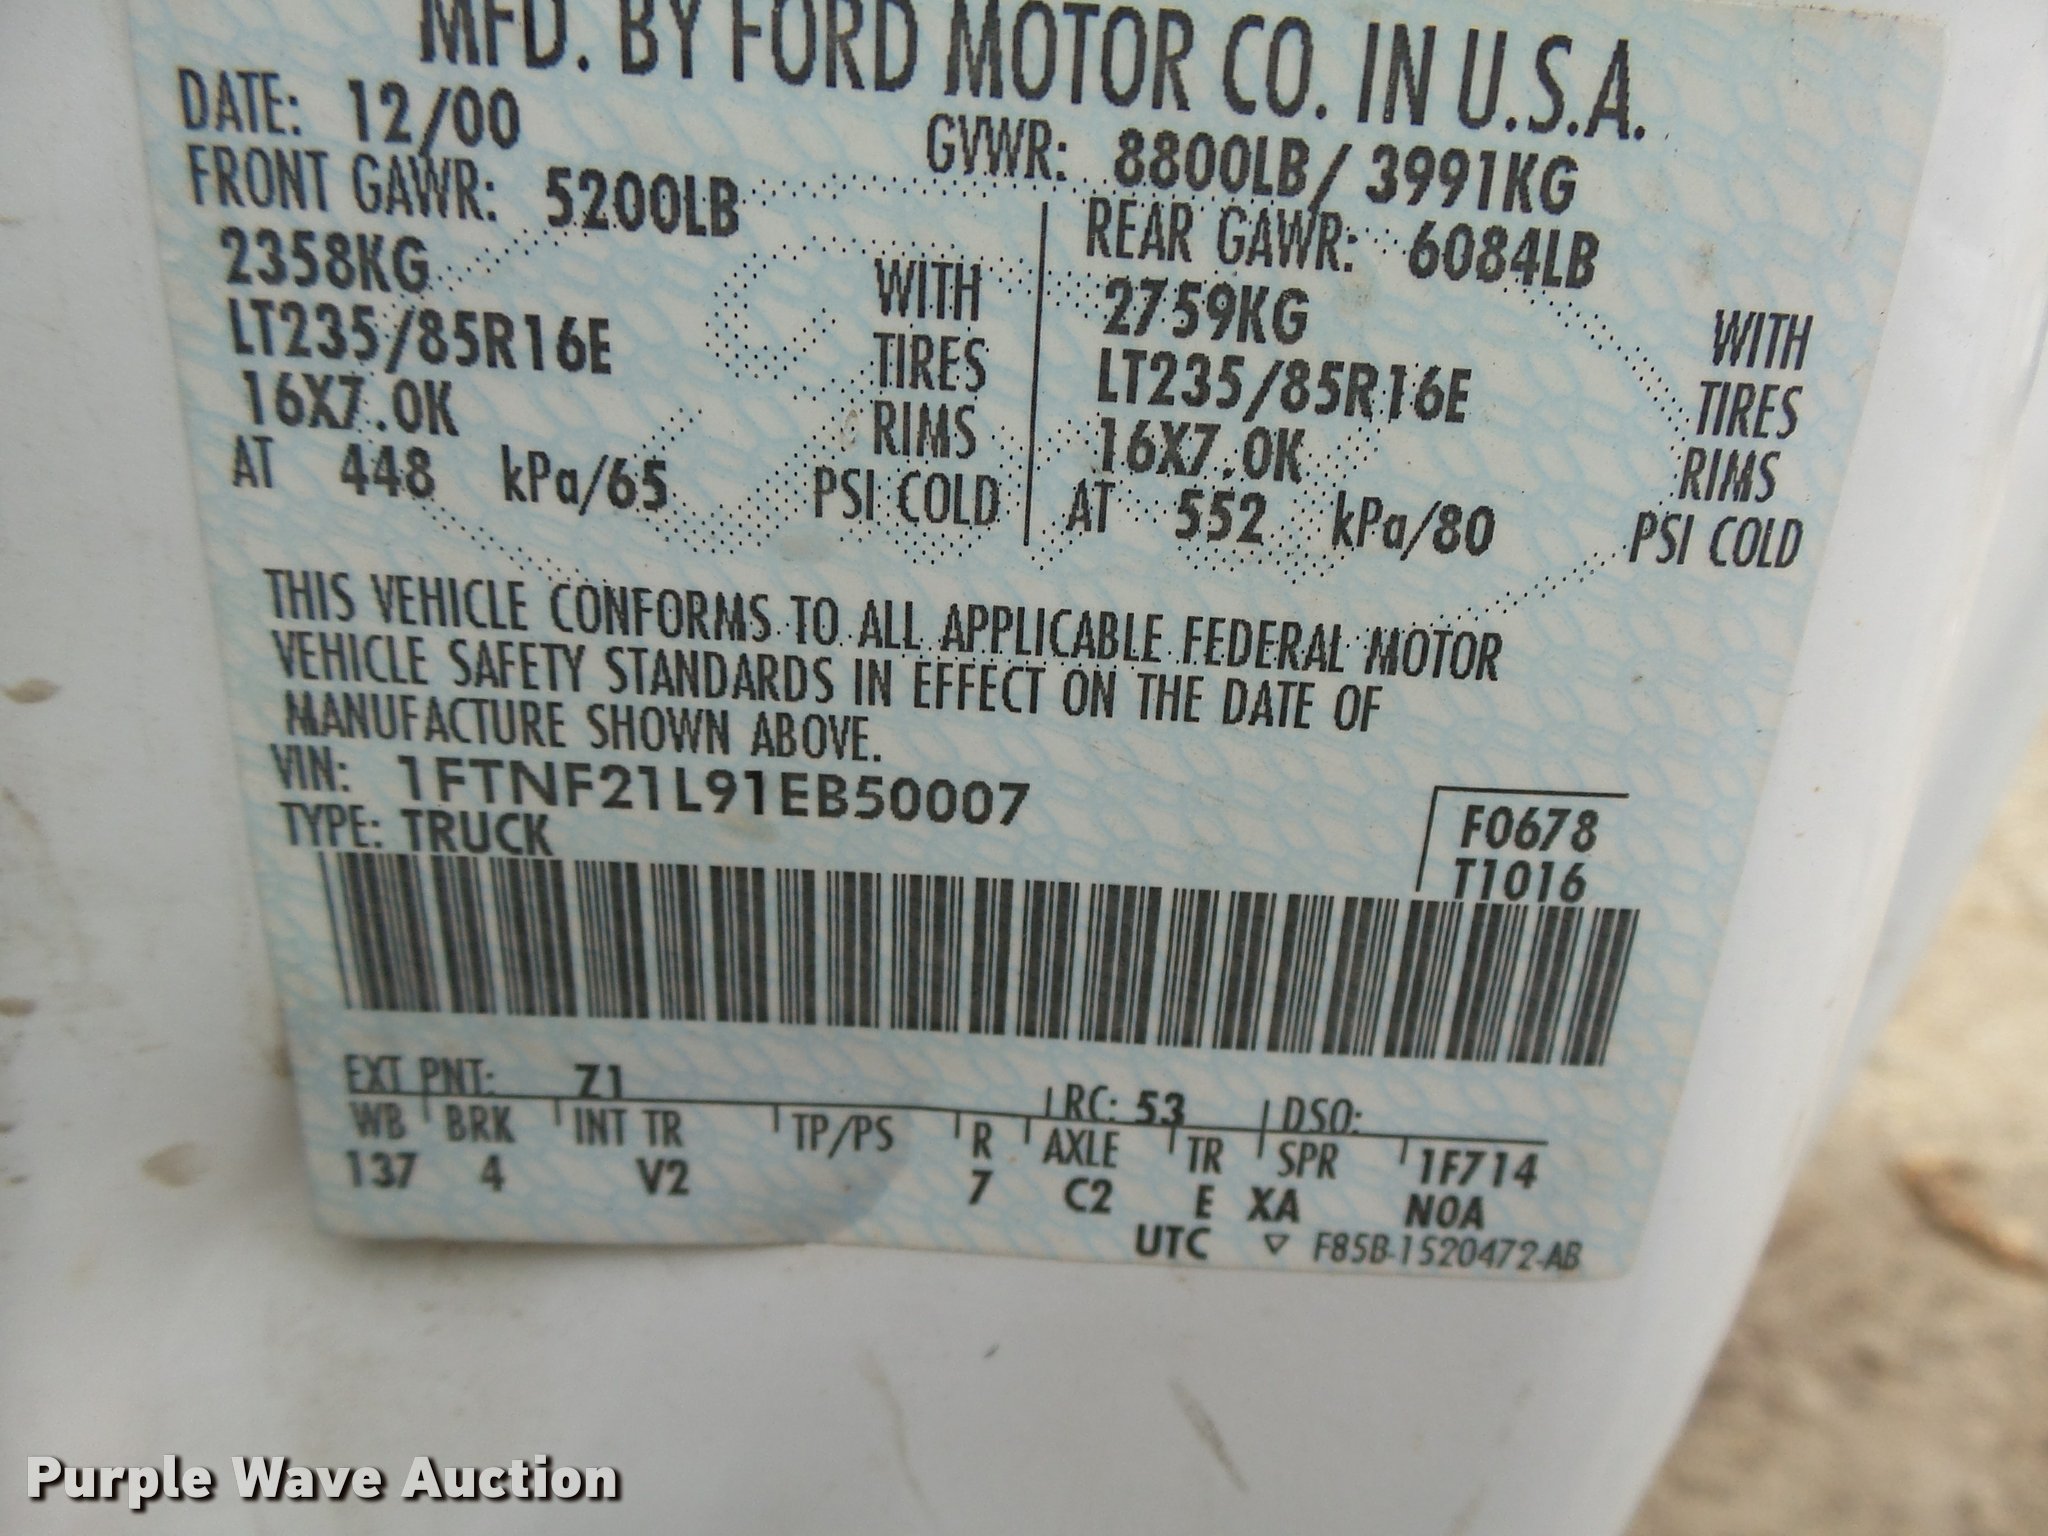 MFD. BY FORD MOTOR CO. IN U.S.A.
DATE: 12/00 GVWR: 8800LB/ 3991KG
FRONT GAWR: 5200LB REAR GAWR: 6084LB
2358KG WITH 2759KG WITH
LT235/85R16E TIRES LT235/85R16E TIRES
16X7.0K RIMS 16X7.0K RIMS
AT 448 kPa/65 PSI COLD AT 552 kPa/80 PSI COLD
THIS VEHICLE CONFORMS TO ALL APPLICABLE FEDERAL MOTOR
VEHICLE SAFETY STANDARDS IN EFFECT ON THE DATE OF
MANUFACTURE SHOWN ABOVE.
VIN: 1FTNF21L91EB50007 F0678
TYPE: TRUCK T1016
EXT PNT: Z1 RC: 53 DSO:
WB BRK INT TR TP/PS R AXLE TR SPR 1F714
137 4 V2 7 C2 E XA N0A
UTC ▽ F85B-1520472-AB
Purple Wave Auction